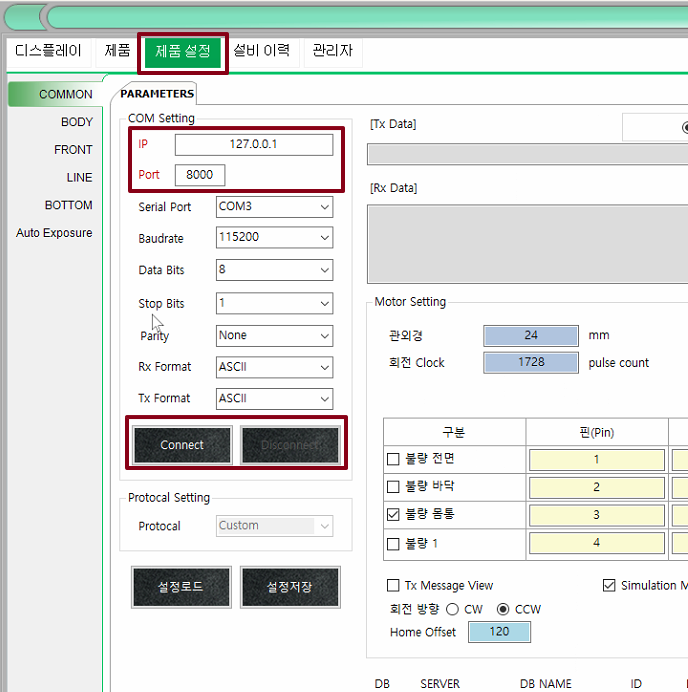 디스플레이 제품 제품 설정 설비 이력 관리자
COMMON
BODY
FRONT
LINE
BOTTOM
Auto Exposure
PARAMETERS
COM Setting
IP 127.0.0.1
Port 8000
Serial Port COM3
Baudrate 115200
Data Bits 8
Stop Bits 1
Parity None
Rx Format ASCII
Tx Format ASCII
Connect Disconnect
Protocal Setting
Protocal Custom
설정로드 설정저장
[Tx Data]
[Rx Data]
Motor Setting
관외경 24 mm
회전 Clock 1728 pulse count
구분 핀(Pin)
불량 전면 1
불량 바닥 2
불량 몸통 3
불량 1 4
Tx Message View Simulation M
회전 방향 CW CCW
Home Offset 120
DB SERVER DB NAME ID